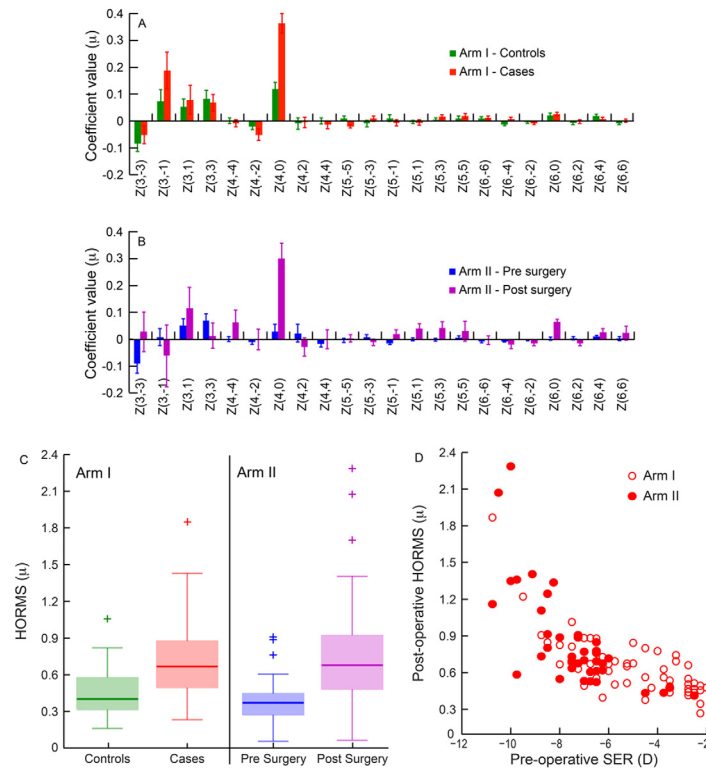 A
Coefficient value (μ)
0.4
0.3
0.2
0.1
0
-0.1
-0.2
Arm I - Controls
Arm I - Cases
Z(3,-3)
Z(3,-1)
Z(3,1)
Z(3,3)
Z(4,-4)
Z(4,-2)
Z(4,0)
Z(4,2)
Z(4,4)
Z(5,-5)
Z(5,-3)
Z(5,-1)
Z(5,1)
Z(5,3)
Z(5,5)
Z(6,-6)
Z(6,-4)
Z(6,-2)
Z(6,0)
Z(6,2)
Z(6,4)
Z(6,6)
B
Coefficient value (μ)
0.4
0.3
0.2
0.1
0
-0.1
-0.2
Arm II - Pre surgery
Arm II - Post surgery
Z(3,-3)
Z(3,-1)
Z(3,1)
Z(3,3)
Z(4,-4)
Z(4,-2)
Z(4,0)
Z(4,2)
Z(4,4)
Z(5,-5)
Z(5,-3)
Z(5,-1)
Z(5,1)
Z(5,3)
Z(5,5)
Z(6,-6)
Z(6,-4)
Z(6,-2)
Z(6,0)
Z(6,2)
Z(6,4)
Z(6,6)
C
Arm I
Arm II
HORMS (μ)
2.4
2.1
1.8
1.5
1.2
0.9
0.6
0.3
0
Controls
Cases
Pre Surgery
Post Surgery
D
Arm I
Arm II
Post-operative HORMS (μ)
2.4
2.1
1.8
1.5
1.2
0.9
0.6
0.3
0
−12
−10
−8
−6
−4
−2
Pre-operative SER (D)